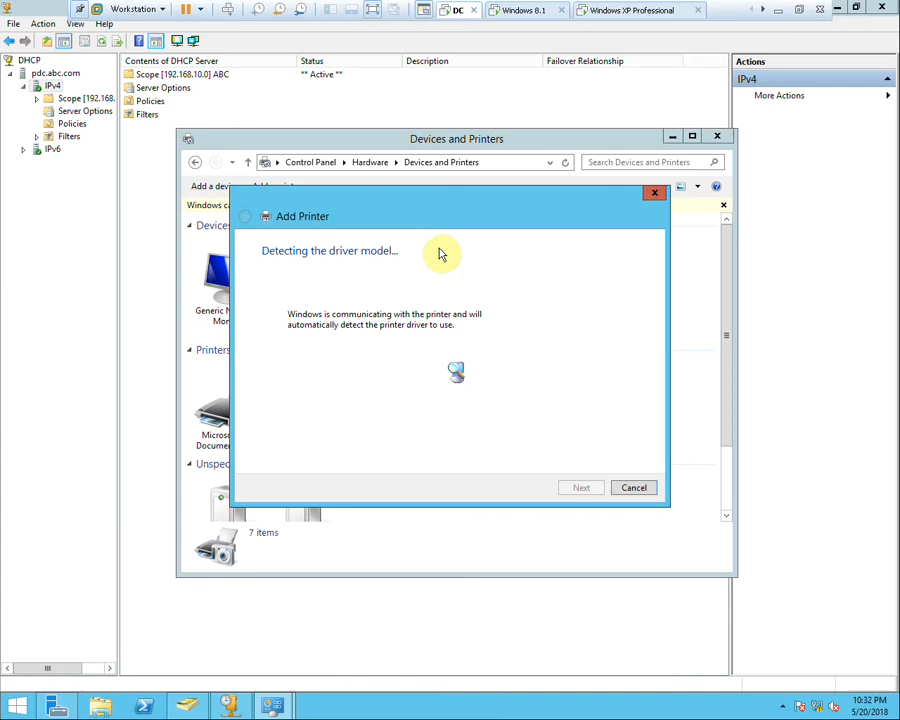 Workstation
DC
Windows 8.1
Windows XP Professional
File
Action
View
Help
DHCP
pdc.abc.com
IPv4
Scope [192.168.
Server Options
Policies
Filters
IPv6
Contents of DHCP Server
Status
Description
Failover Relationship
Scope [192.168.10.0] ABC
** Active **
Server Options
Policies
Filters
Actions
IPv4
More Actions
Devices and Printers
Control Panel
Hardware
Devices and Printers
Search Devices and Printers
Add a devi
Windows ca
Devices
Generic N
Mon
Printers
Micros
Documen
Unspec
7 items
Add Printer
Detecting the driver model...
Windows is communicating with the printer and will
automatically detect the printer driver to use.
Next
Cancel
10:32 PM
5/20/2018